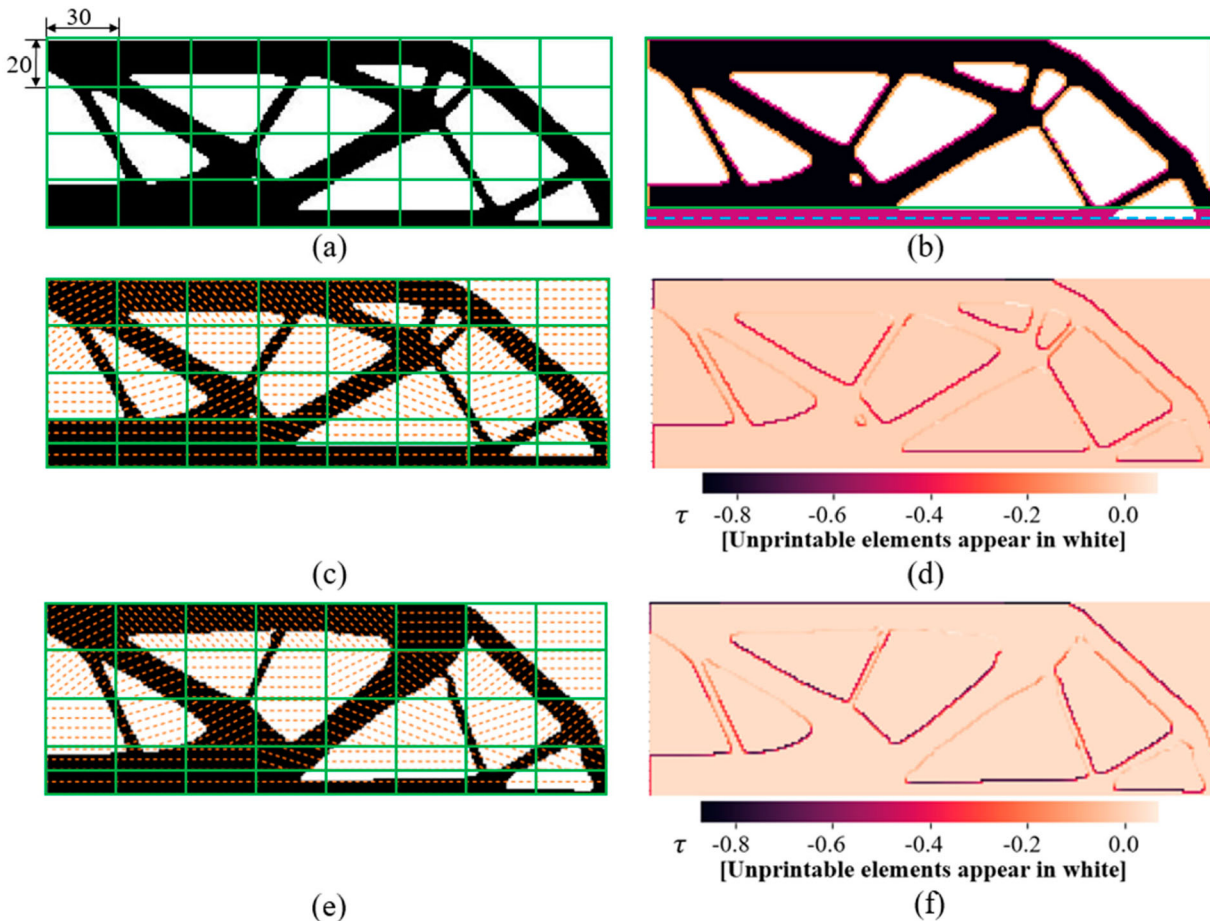 30
20
(a)
(b)
τ
-0.8
-0.6
-0.4
-0.2
0.0
[Unprintable elements appear in white]
(c)
(d)
τ
-0.8
-0.6
-0.4
-0.2
0.0
[Unprintable elements appear in white]
(e)
(f)